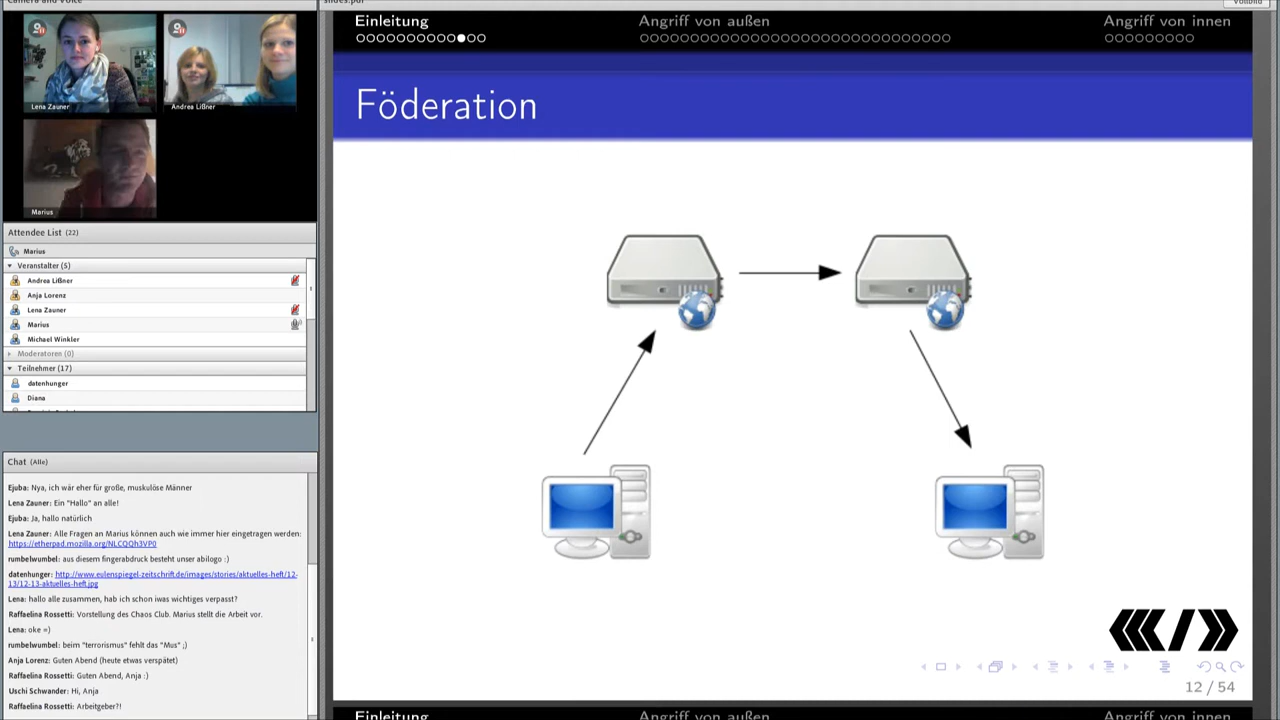 Camera and Voice
slides.pdf
Vollbild
Lena Zauner
Andrea Lißner
Marius
Attendee List (22)
Marius
Veranstalter (5)
Andrea Lißner
Anja Lorenz
Lena Zauner
Marius
Michael Winkler
Moderatoren (0)
Teilnehmer (17)
datenhunger
Diana
Chat (Alle)
Ejuba: Nya, ich wär eher für große, muskulöse Männer
Lena Zauner: Ein "Hallo" an alle!
Ejuba: Ja, hallo natürlich
Lena Zauner: Alle Fragen an Marius können auch wie immer hier eingetragen werden:
https://etherpad.mozilla.org/NLCQQh3VP0
rumbelwumbel: aus diesem fingerabdruck besteht unser abilogo :)
datenhunger: http://www.eulenspiegel-zeitschrift.de/images/stories/aktuelles-heft/12-
13/12-13-aktuelles-heft.jpg
Lena: hallo alle zusammen, hab ich schon iwas wichtiges verpasst?
Raffaelina Rossetti: Vorstellung des Chaos Club. Marius stellt die Arbeit vor.
Lena: oke =)
rumbelwumbel: beim "terrorismus" fehlt das "Mus" ;)
Anja Lorenz: Guten Abend (heute etwas verspätet)
Raffaelina Rossetti: Guten Abend, Anja :)
Uschi Schwander: Hi, Anja
Raffaelina Rossetti: Arbeitgeber?!
Einleitung
Angriff von außen
Angriff von innen
Föderation
12 / 54
Einleitung
Angriff von außen
Angriff von innen